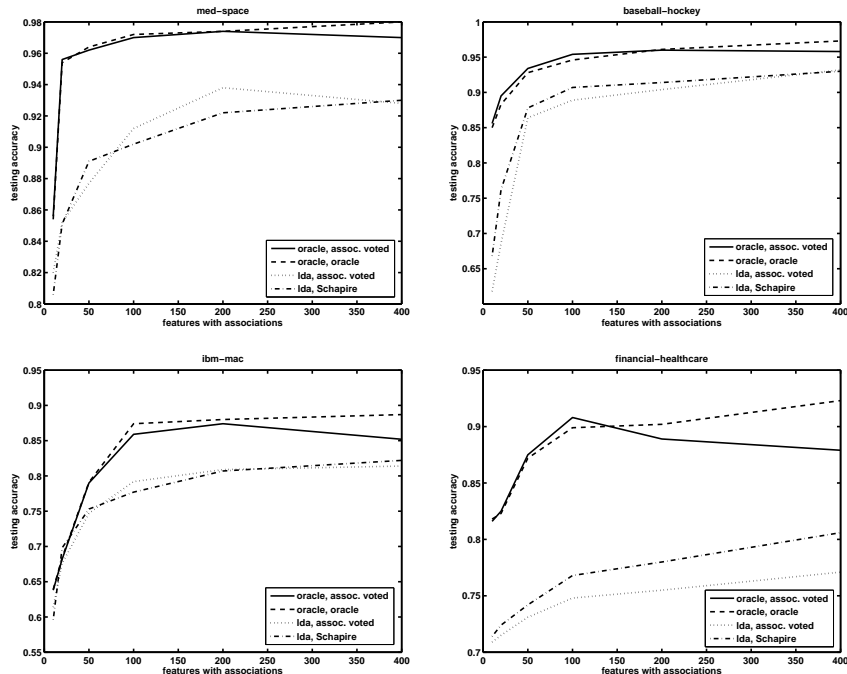 med−space
0.98
0.96
0.94
0.92
0.9
0.88
0.86
0.84
0.82
0.8
testing accuracy
0 50 100 150 200 250 300 350 400
features with associations
oracle, assoc. voted
oracle, oracle
lda, assoc. voted
lda, Schapire
baseball−hockey
1
0.95
0.9
0.85
0.8
0.75
0.7
0.65
testing accuracy
0 50 100 150 200 250 300 350 400
features with associations
oracle, assoc. voted
oracle, oracle
lda, assoc. voted
lda, Schapire
ibm−mac
0.95
0.9
0.85
0.8
0.75
0.7
0.65
0.6
0.55
testing accuracy
0 50 100 150 200 250 300 350 400
features with associations
oracle, assoc. voted
oracle, oracle
lda, assoc. voted
lda, Schapire
financial−healthcare
0.95
0.9
0.85
0.8
0.75
0.7
testing accuracy
0 50 100 150 200 250 300 350 400
features with associations
oracle, assoc. voted
oracle, oracle
lda, assoc. voted
lda, Schapire